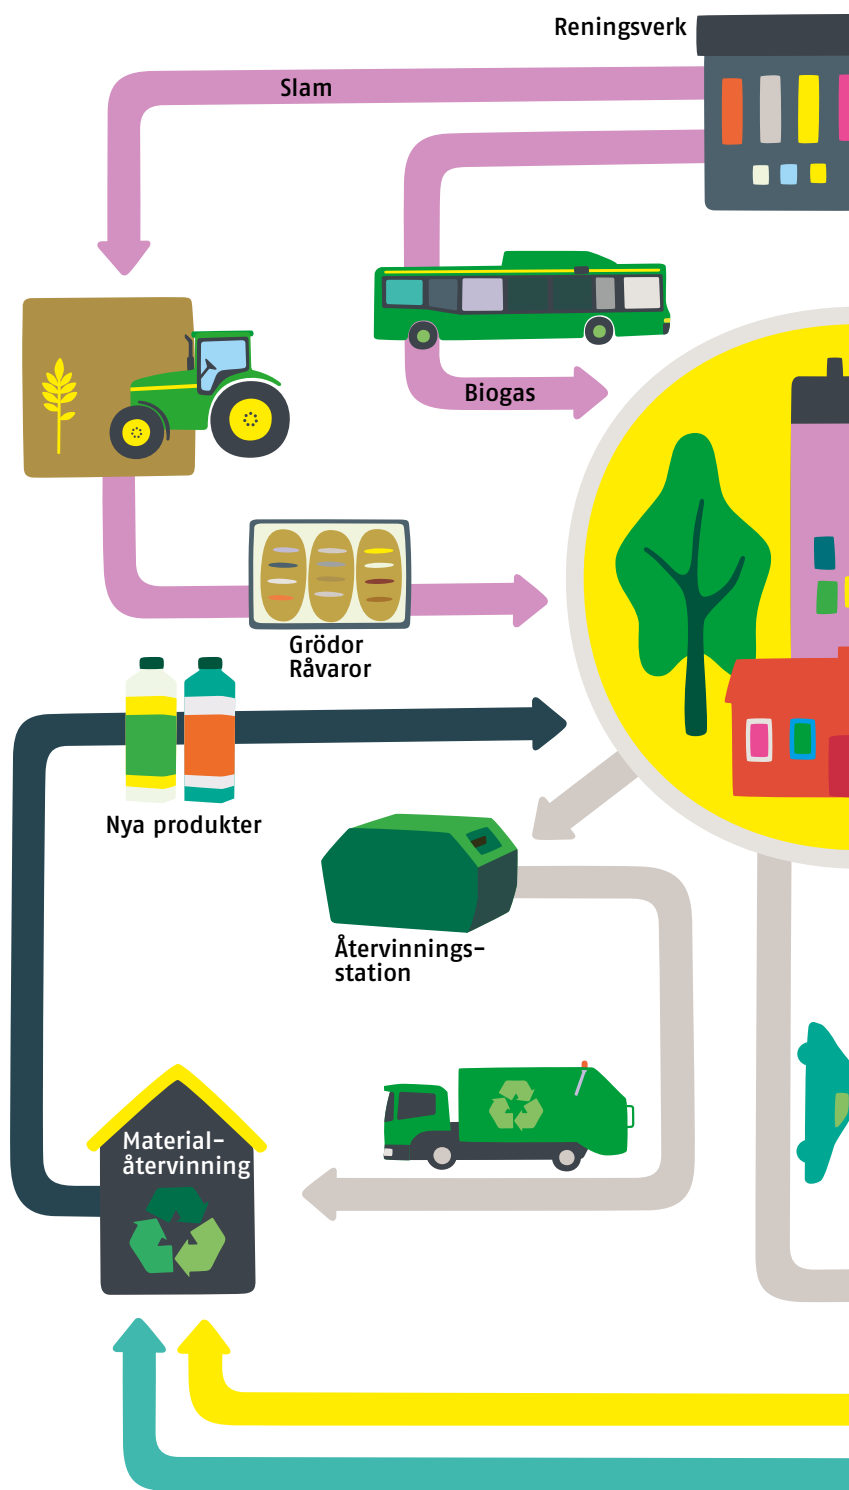 Reningsverk
Slam
Biogas
Grödor
Råvaror
Nya produkter
Återvinnings-
station
Material-
återvinning